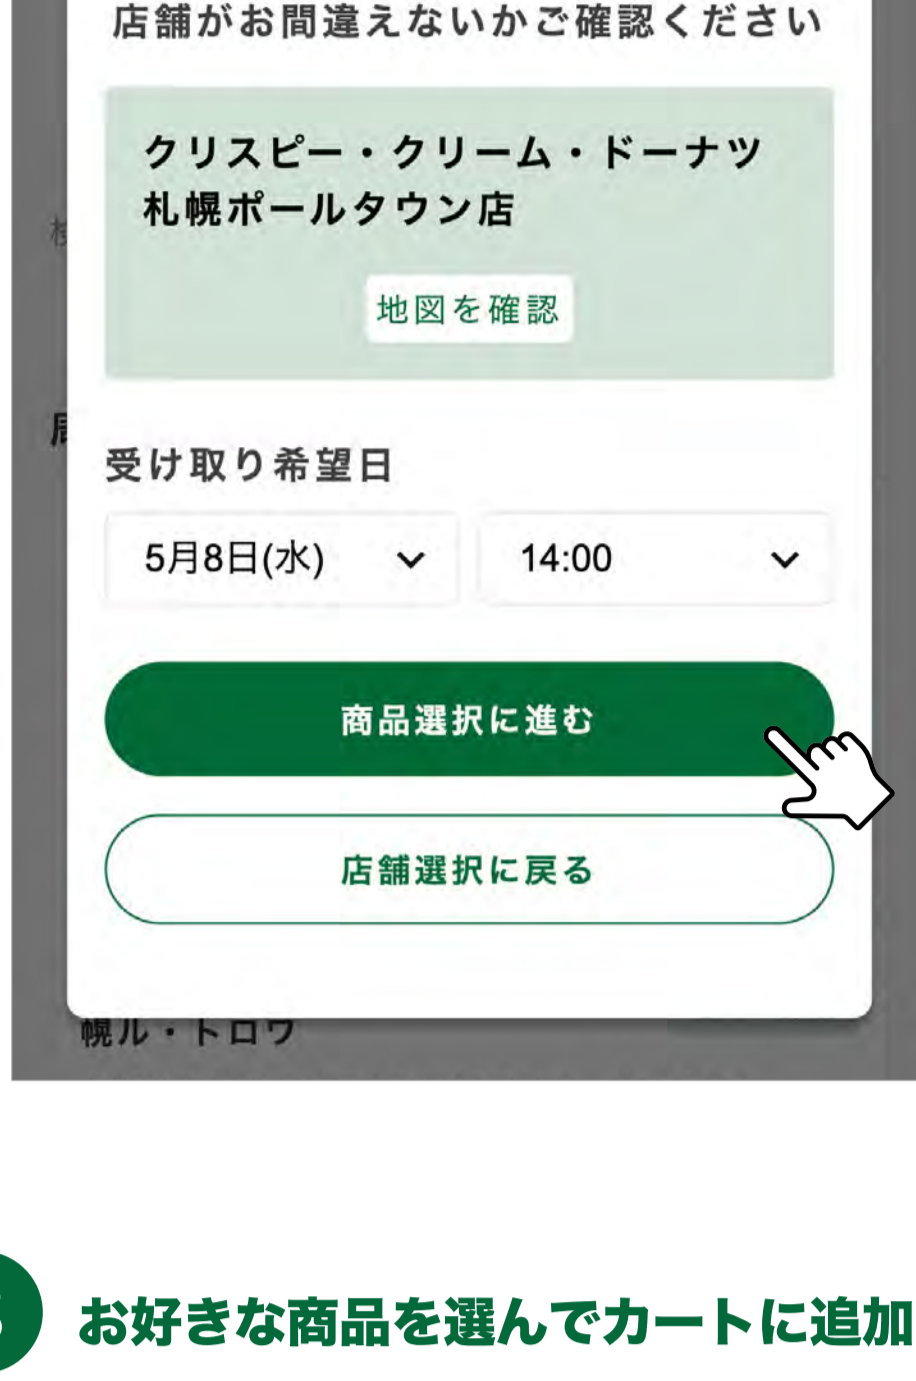 店舗がお間違えないかご確認ください
クリスピー・クリーム・ドーナツ
札幌ポールタウン店
地図を確認
受け取り希望日
5月8日(水)
14:00
商品選択に進む
店舗選択に戻る
幌ル・トロワ
お好きな商品を選んでカートに追加